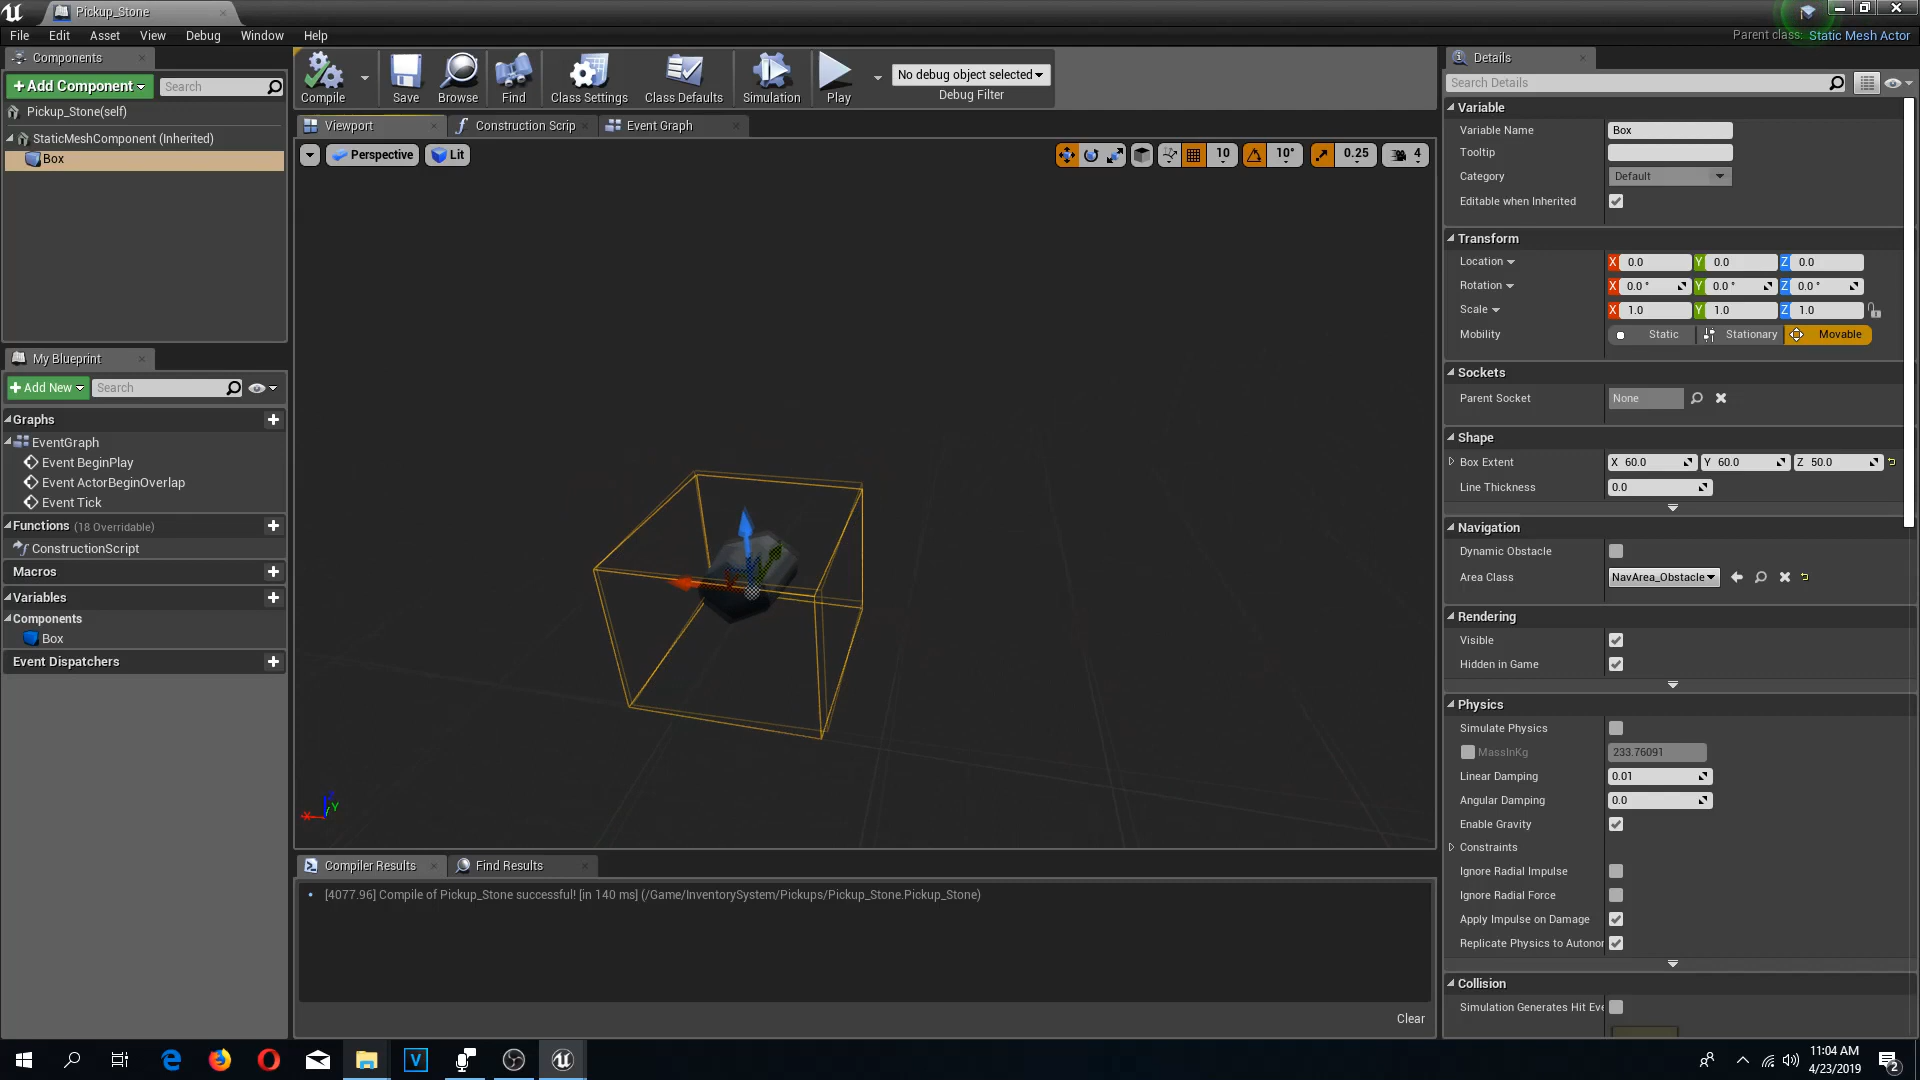 Pickup_Stone
File Edit Asset View Debug Window Help
Parent class: Static Mesh Actor
Components
+Add Component
Search
Pickup_Stone(self)
StaticMeshComponent (Inherited)
Box
My Blueprint
+Add New
Search
Graphs
EventGraph
Event BeginPlay
Event ActorBeginOverlap
Event Tick
Functions (18 Overridable)
ConstructionScript
Macros
Variables
Components
Box
Event Dispatchers
Compile
Save
Browse
Find
Class Settings
Class Defaults
Simulation
Play
No debug object selected
Debug Filter
Viewport
Construction Scrip
Event Graph
Perspective
Lit
10
10°
0.25
4
X
Y
Z
Compiler Results
Find Results
[4077.96] Compile of Pickup_Stone successful! [in 140 ms] (/Game/InventorySystem/Pickups/Pickup_Stone.Pickup_Stone)
Clear
Details
Search Details
Variable
Variable Name Box
Tooltip
Category Default
Editable when Inherited
Transform
Location X 0.0 Y 0.0 Z 0.0
Rotation X 0.0 ° Y 0.0 ° Z 0.0 °
Scale X 1.0 Y 1.0 Z 1.0
Mobility Static Stationary Movable
Sockets
Parent Socket None
Shape
Box Extent X 60.0 Y 60.0 Z 50.0
Line Thickness 0.0
Navigation
Dynamic Obstacle
Area Class NavArea_Obstacle
Rendering
Visible
Hidden in Game
Physics
Simulate Physics
MassInKg 233.76091
Linear Damping 0.01
Angular Damping 0.0
Enable Gravity
Constraints
Ignore Radial Impulse
Ignore Radial Force
Apply Impulse on Damage
Replicate Physics to Autonor
Collision
Simulation Generates Hit Eve
11:04 AM
4/23/2019
2